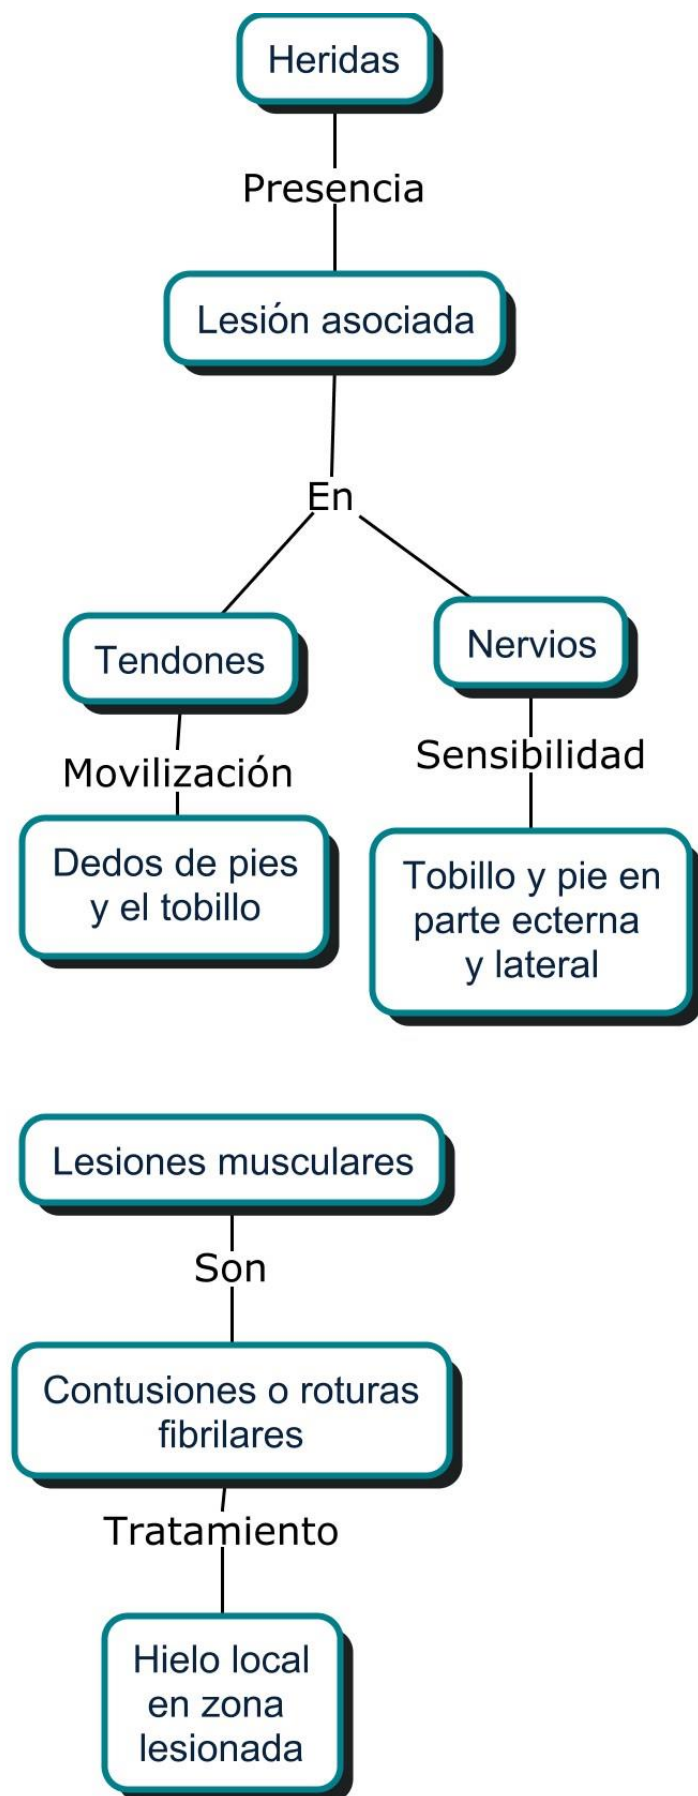 Heridas
Presencia
Lesión asociada
En
Tendones
Movilización
Dedos de pies
y el tobillo
Nervios
Sensibilidad
Tobillo y pie en
parte ecterna
y lateral
Lesiones musculares
Son
Contusiones o roturas
fibrilares
Tratamiento
Hielo local
en zona
lesionada